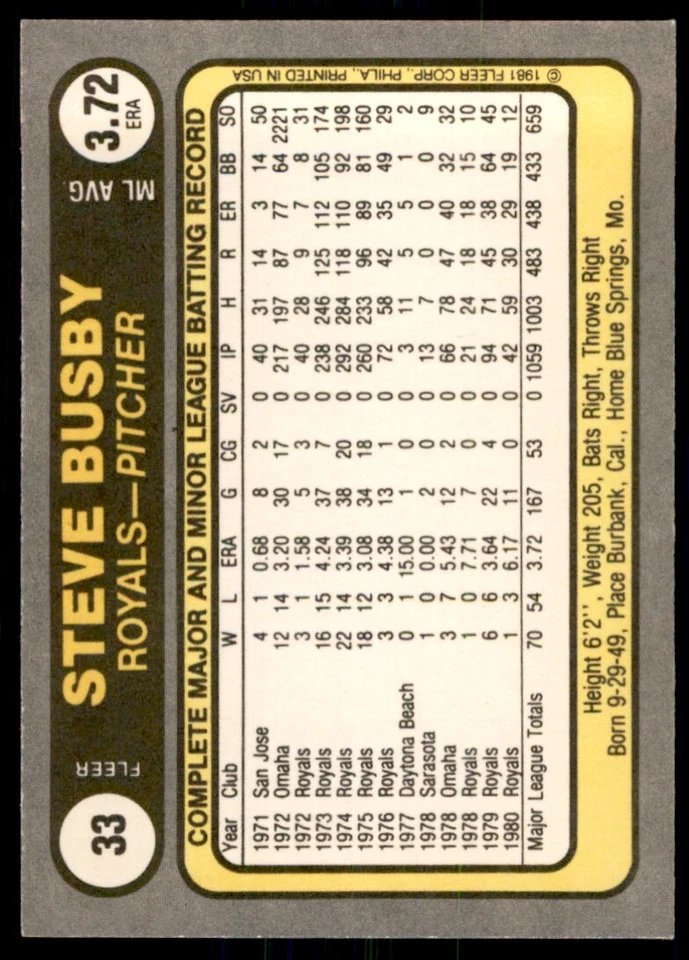 33
FLEER
STEVE BUSBY
ROYALS—PITCHER
ML AVG.
3.72
ERA
COMPLETE MAJOR AND MINOR LEAGUE BATTING RECORD
Year Club W L ERA G CG SV IP H R ER BB SO
1971 San Jose 4 1 0.68 8 2 0 40 31 14 3 14 50
1972 Omaha 12 14 3.20 30 17 0 217 197 87 77 64 2221
1972 Royals 3 1 1.58 5 3 0 40 28 9 7 8 31
1973 Royals 16 15 4.24 37 7 0 238 246 125 112 105 174
1974 Royals 22 14 3.39 38 20 0 292 284 118 110 92 198
1975 Royals 18 12 3.08 34 18 0 260 233 96 89 81 160
1976 Royals 3 3 4.38 13 1 0 72 58 42 35 49 29
1977 Daytona Beach 0 1 15.00 1 0 0 3 11 5 5 1 2
1978 Sarasota 1 0 0.00 2 0 0 13 7 0 0 0 9
1978 Omaha 3 7 5.43 12 2 0 66 78 47 40 32 32
1978 Royals 1 0 7.71 7 0 0 21 24 18 18 15 10
1979 Royals 6 6 3.64 22 4 0 94 71 45 38 64 45
1980 Royals 1 3 6.17 11 0 0 42 59 30 29 19 12
Major League Totals 70 54 3.72 167 53 0 1059 1003 483 438 433 659
Height 6'2'', Weight 205, Bats Right, Throws Right
Born 9-29-49, Place Burbank, Cal., Home Blue Springs, Mo.
© 1981 FLEER CORP., PHILA., PRINTED IN USA